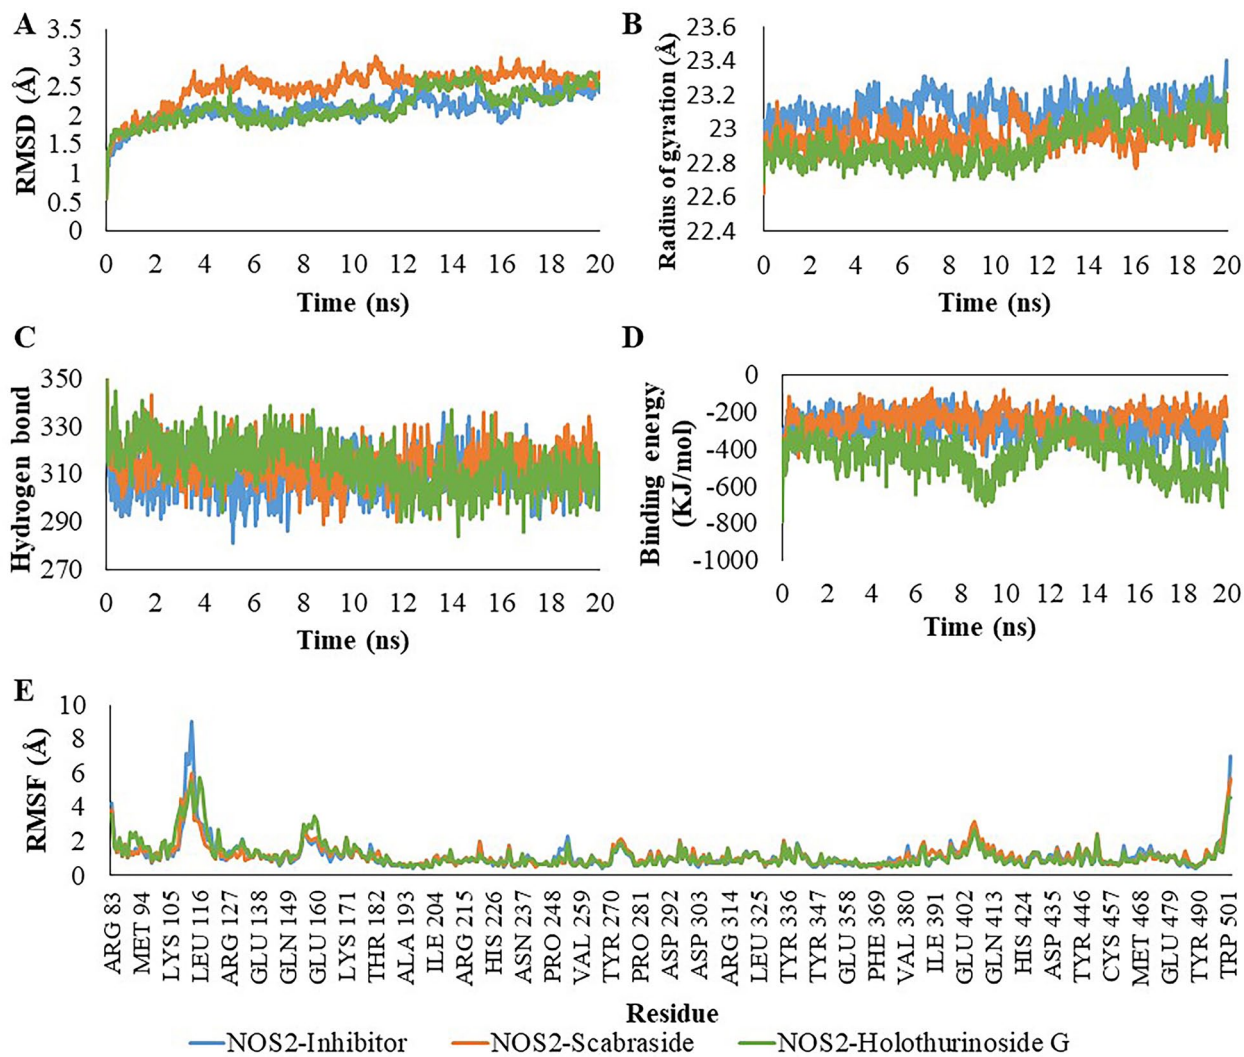 A
RMSD (Å)
3.5
3
2.5
2
1.5
1
0.5
0
0 2 4 6 8 10 12 14 16 18 20
Time (ns)
B
Radius of gyration (Å)
23.6
23.4
23.2
23
22.8
22.6
22.4
0 2 4 6 8 10 12 14 16 18 20
Time (ns)
C
Hydrogen bond
350
330
310
290
270
0 2 4 6 8 10 12 14 16 18 20
Time (ns)
D
Binding energy
(KJ/mol)
0
-200
-400
-600
-800
-1000
0 2 4 6 8 10 12 14 16 18 20
Time (ns)
E
RMSF (Å)
10
8
6
4
2
0
ARG 83
MET 94
LYS 105
LEU 116
ARG 127
GLU 138
GLN 149
GLU 160
LYS 171
THR 182
ALA 193
ILE 204
ARG 215
HIS 226
ASN 237
PRO 248
VAL 259
TYR 270
PRO 281
ASP 292
ASP 303
ARG 314
LEU 325
TYR 336
TYR 347
GLU 358
PHE 369
VAL 380
ILE 391
GLU 402
GLN 413
HIS 424
ASP 435
TYR 446
CYS 457
MET 468
GLU 479
TYR 490
TRP 501
Residue
NOS2-Inhibitor NOS2-Scabraside NOS2-Holothurinoside G